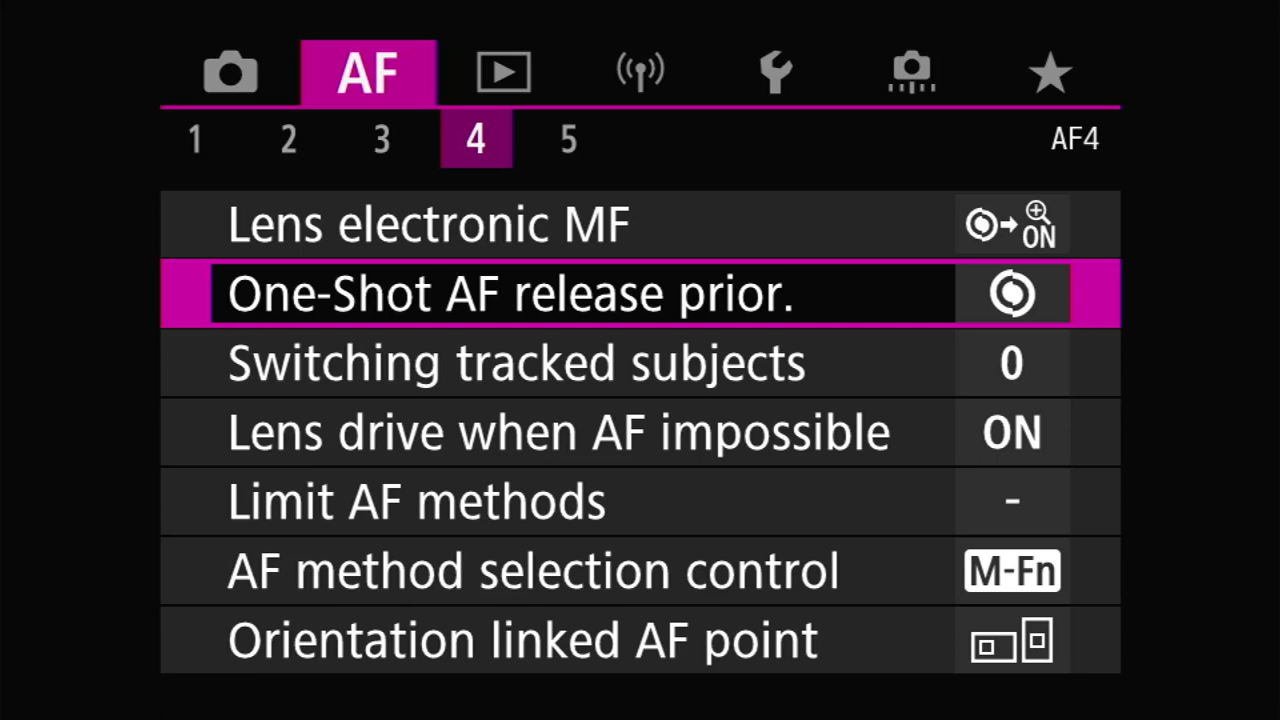 AF
1 2 3 4 5 AF4
Lens electronic MF ON
One-Shot AF release prior.
Switching tracked subjects 0
Lens drive when AF impossible ON
Limit AF methods -
AF method selection control M-Fn
Orientation linked AF point